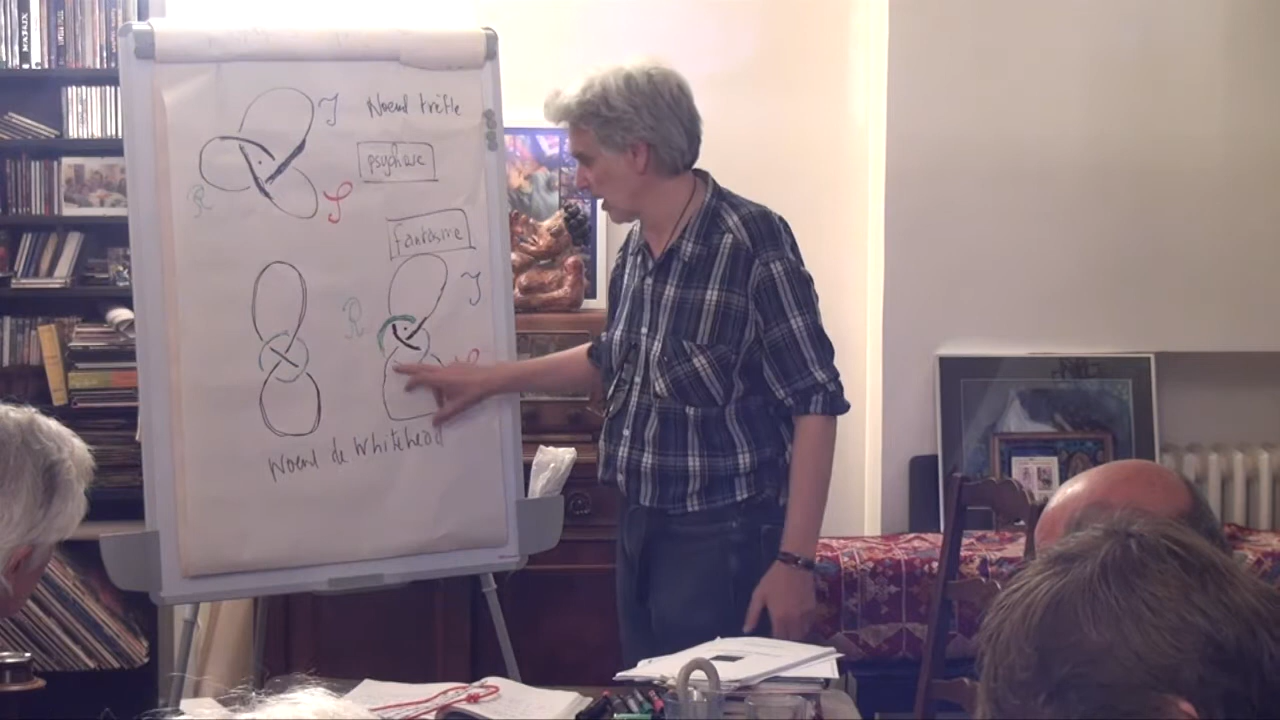 J Noeud trèfle
psychose
R S
fantasme
J
R
Noeud de Whitehead